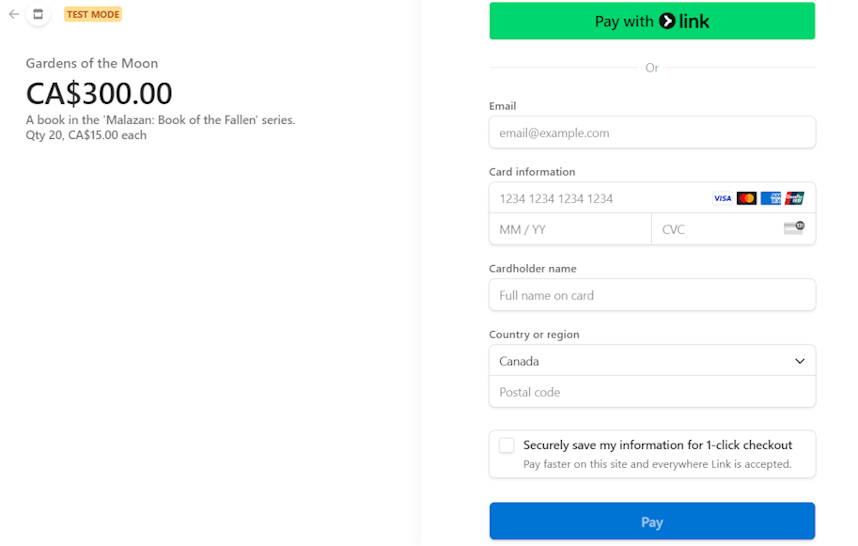 TEST MODE
Gardens of the Moon
CA$300.00
A book in the 'Malazan: Book of the Fallen' series.
Qty 20, CA$15.00 each
Pay with link
Or
Email
email@example.com
Card information
1234 1234 1234 1234 VISA
MM / YY CVC
Cardholder name
Full name on card
Country or region
Canada
Postal code
Securely save my information for 1-click checkout
Pay faster on this site and everywhere Link is accepted.
Pay